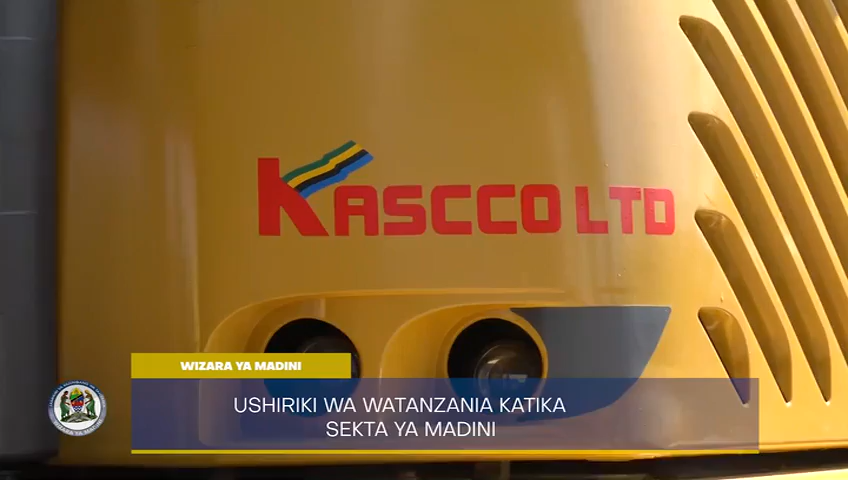 KASCCO LTD
WIZARA YA MADINI
USHIRIKI WA WATANZANIA KATIKA
SEKTA YA MADINI